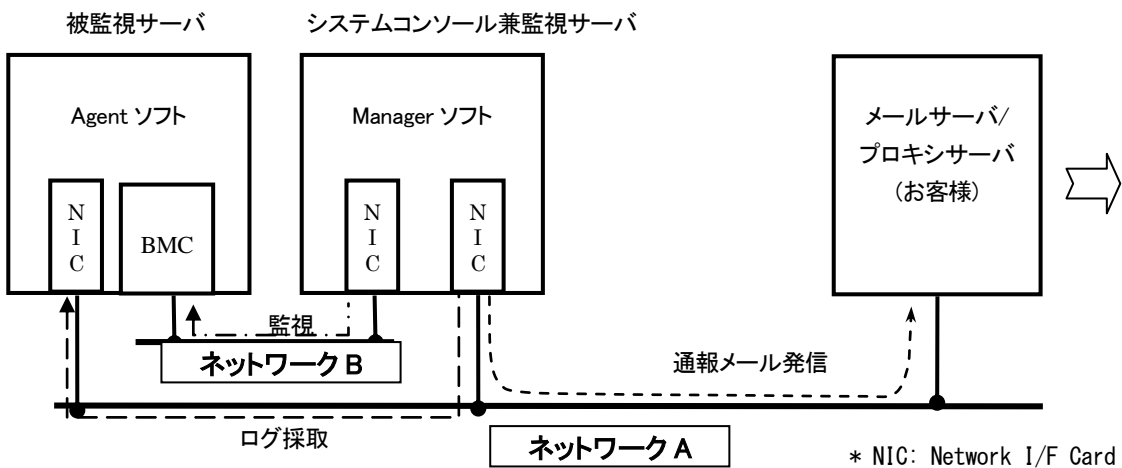 被監視サーバ
システムコンソール兼監視サーバ
Agent ソフト
Manager ソフト
メールサーバ/
プロキシサーバ
(お客様)
NIC
BMC
NIC
NIC
監視
ネットワーク B
通報メール発信
ログ採取
ネットワーク A
* NIC: Network I/F Card